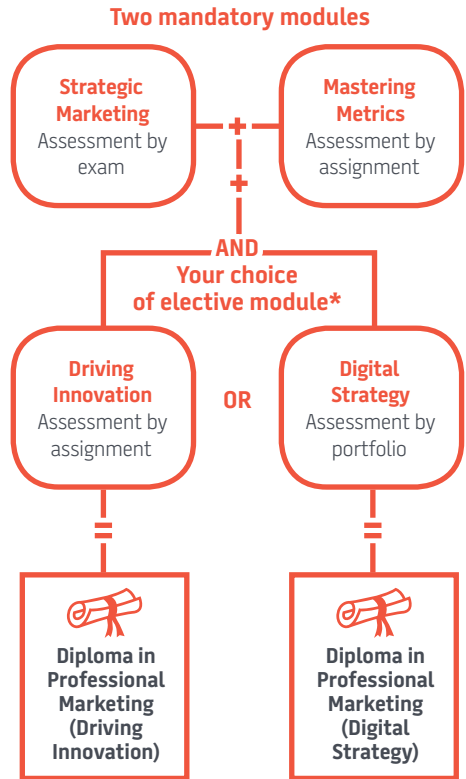 Two mandatory modules
Strategic
Marketing
Assessment by
exam
+
Mastering
Metrics
Assessment by
assignment
+
AND
Your choice
of elective module*
Driving
Innovation
Assessment by
assignment
OR
Digital
Strategy
Assessment by
portfolio
=
=
Diploma in
Professional
Marketing
(Driving
Innovation)
Diploma in
Professional
Marketing
(Digital
Strategy)